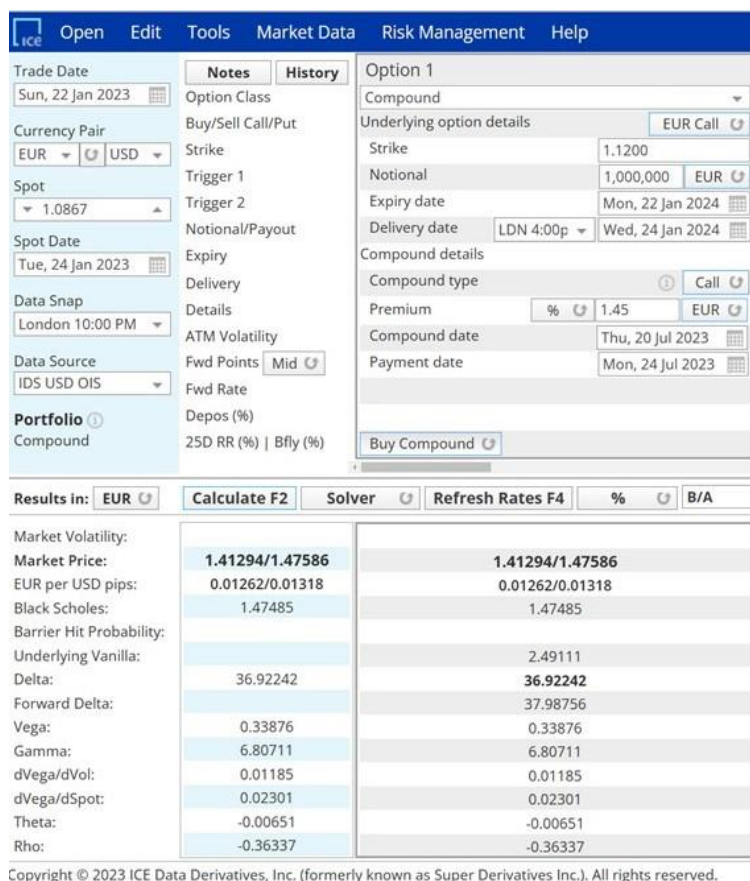 ice Open Edit Tools Market Data Risk Management Help
Trade Date
Sun, 22 Jan 2023
Currency Pair
EUR USD
Spot
1.0867
Spot Date
Tue, 24 Jan 2023
Data Snap
London 10:00 PM
Data Source
IDS USD OIS
Portfolio
Compound
Notes History
Option Class
Buy/Sell Call/Put
Strike
Trigger 1
Trigger 2
Notional/Payout
Expiry
Delivery
Details
ATM Volatility
Fwd Points Mid
Fwd Rate
Depos (%)
25D RR (%) | Bfly (%)
Option 1
Compound
Underlying option details EUR Call
Strike 1.1200
Notional 1,000,000 EUR
Expiry date Mon, 22 Jan 2024
Delivery date LDN 4:00p Wed, 24 Jan 2024
Compound details
Compound type Call
Premium % 1.45 EUR
Compound date Thu, 20 Jul 2023
Payment date Mon, 24 Jul 2023
Buy Compound
Results in: EUR Calculate F2 Solver Refresh Rates F4 % B/A
Market Volatility:
Market Price: 1.41294/1.47586 1.41294/1.47586
EUR per USD pips: 0.01262/0.01318 0.01262/0.01318
Black Scholes: 1.47485 1.47485
Barrier Hit Probability:
Underlying Vanilla: 2.49111
Delta: 36.92242 36.92242
Forward Delta: 37.98756
Vega: 0.33876 0.33876
Gamma: 6.80711 6.80711
dVega/dVol: 0.01185 0.01185
dVega/dSpot: 0.02301 0.02301
Theta: -0.00651 -0.00651
Rho: -0.36337 -0.36337
Copyright © 2023 ICE Data Derivatives, Inc. (formerly known as Super Derivatives Inc.). All rights reserved.